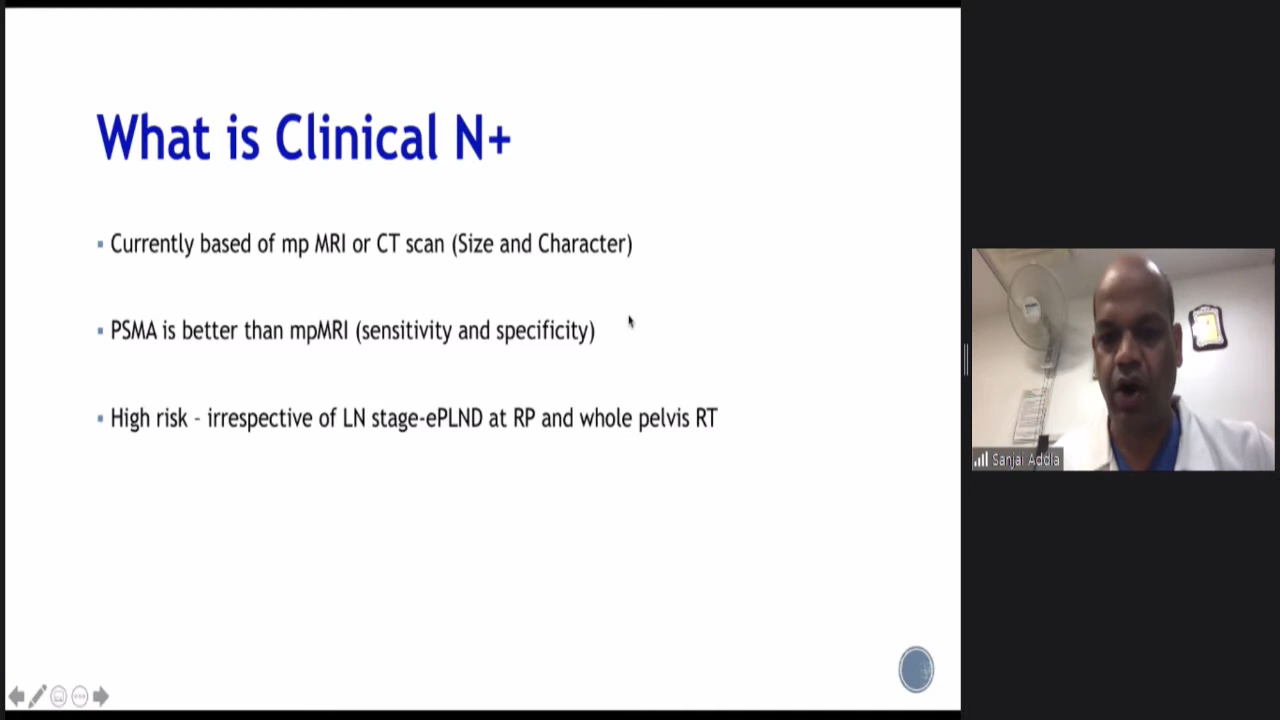 What is Clinical N+
▪ Currently based of mp MRI or CT scan (Size and Character)
▪ PSMA is better than mpMRI (sensitivity and specificity)
▪ High risk - irrespective of LN stage-ePLND at RP and whole pelvis RT
Sanjai Addla